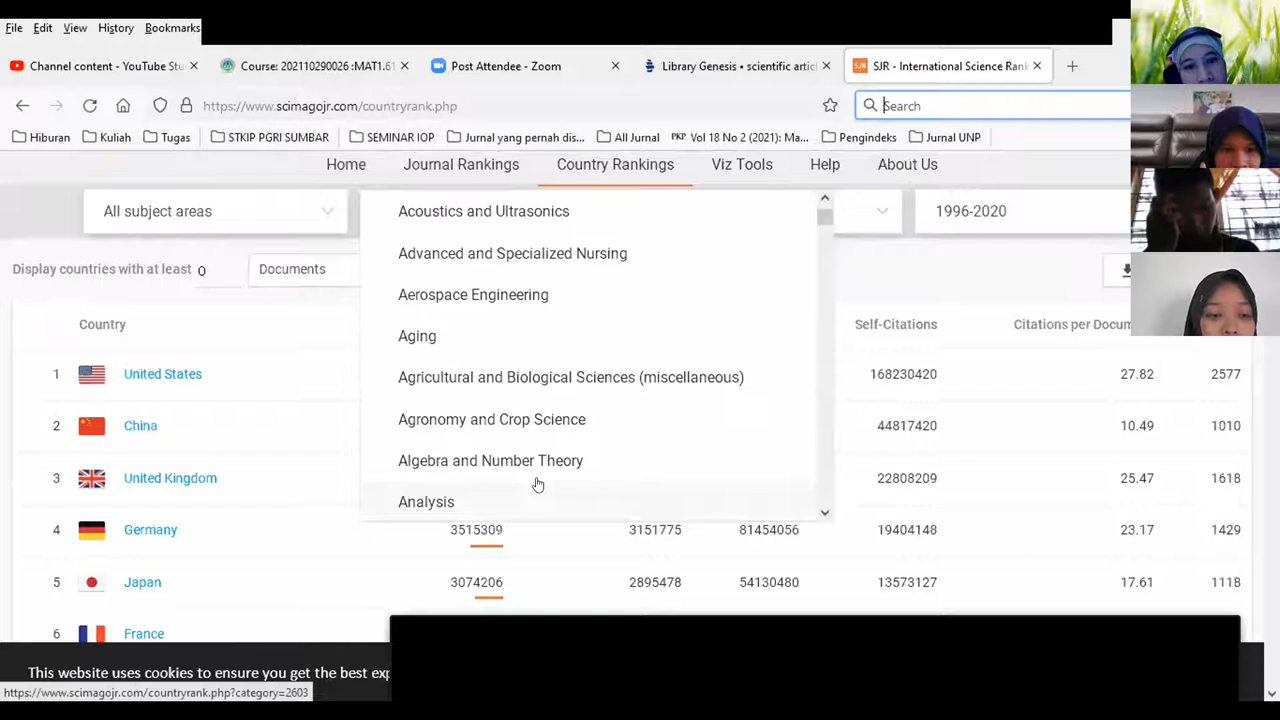 File Edit View History Bookmarks
Channel content - YouTube Stu
Course: 202110290026 :MAT1.61
Post Attendee - Zoom
Library Genesis • scientific articl
SJR - International Science Rank
https://www.scimagojr.com/countryrank.php
Search
Hiburan Kuliah Tugas STKIP PGRI SUMBAR SEMINAR IOP Jurnal yang pernah dis... All Jurnal PKP Vol 18 No 2 (2021): Ma... Pengindeks Jurnal UNP
Home Journal Rankings Country Rankings Viz Tools Help About Us
All subject areas
1996-2020
Acoustics and Ultrasonics
Advanced and Specialized Nursing
Aerospace Engineering
Aging
Agricultural and Biological Sciences (miscellaneous)
Agronomy and Crop Science
Algebra and Number Theory
Analysis
Display countries with at least 0 Documents
Country Self-Citations Citations per Docum
1 United States 168230420 27.82 2577
2 China 44817420 10.49 1010
3 United Kingdom 22808209 25.47 1618
4 Germany 3515309 3151775 81454056 19404148 23.17 1429
5 Japan 3074206 2895478 54130480 13573127 17.61 1118
6 France
This website uses cookies to ensure you get the best exp
https://www.scimagojr.com/countryrank.php?category=2603